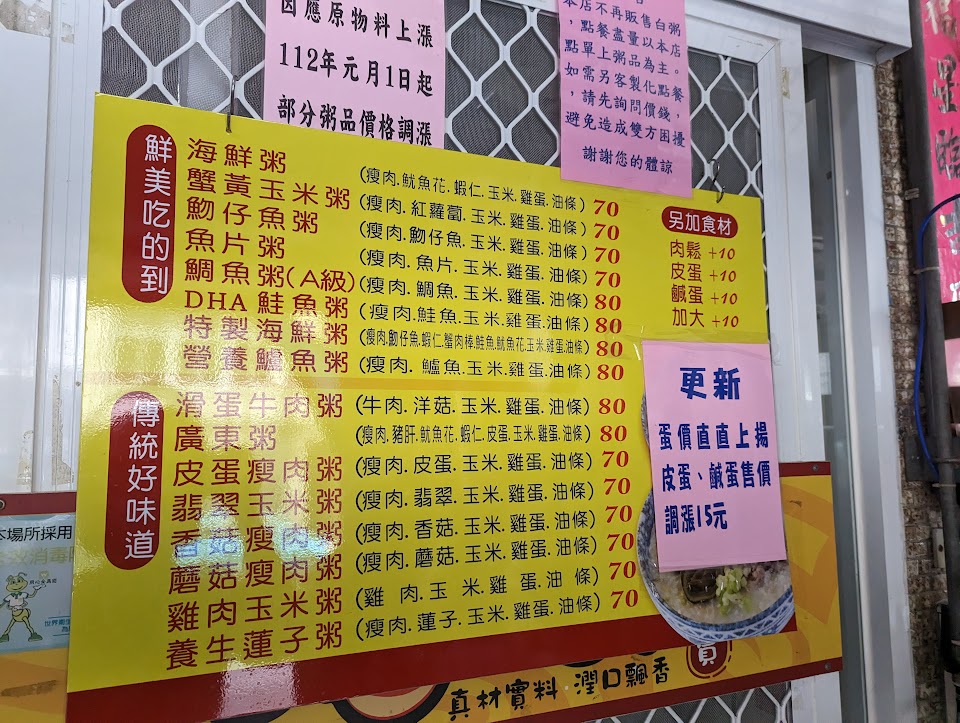 因應原物料上漲
112年元月1日起
部分粥品價格調漲
本店不再販售白粥
，點餐盡量以本店
點單上粥品為主。
如需另客製化點餐
，請先詢問價錢，
避免造成雙方困擾
謝謝您的體諒
鮮美吃的到
海鮮粥 (瘦肉.魷魚花.蝦仁.玉米.雞蛋.油條) 70
蟹黃玉米粥 (瘦肉.紅蘿蔔.玉米.雞蛋.油條) 70
魩仔魚粥 (瘦肉.魩仔魚.玉米.雞蛋.油條) 70
魚片粥 (瘦肉.魚片.玉米.雞蛋.油條) 80
鯛魚粥(A級) (瘦肉.鯛魚.玉米.雞蛋.油條) 80
DHA鮭魚粥 (瘦肉.鮭魚.玉米.雞蛋.油條) 80
特製海鮮粥 (瘦肉.魩仔魚.蝦仁.蟹肉棒.鮭魚.魷魚花.玉米.雞蛋.油條) 80
營養鱸魚粥 (瘦肉.鱸魚.玉米.雞蛋.油條) 80
傳統好味道
滑蛋牛肉粥 (牛肉.洋菇.玉米.雞蛋.油條) 80
廣東粥 (瘦肉.豬肝.魷魚花.蝦仁.皮蛋.玉米.雞蛋.油條) 80
皮蛋瘦肉粥 (瘦肉.皮蛋.玉米.雞蛋.油條) 70
翡翠玉米粥 (瘦肉.翡翠.玉米.雞蛋.油條) 70
香菇瘦肉粥 (瘦肉.香菇.玉米.雞蛋.油條) 70
蘑菇瘦肉粥 (瘦肉.蘑菇.玉米.雞蛋.油條) 70
雞肉玉米粥 (雞肉.玉米.雞蛋.油條) 70
養生蓮子粥 (瘦肉.蓮子.玉米.雞蛋.油條) 70
另加食材
肉鬆 +10
皮蛋 +10
鹹蛋 +10
加大 +10
更新
蛋價直直上揚
皮蛋、鹹蛋售價
調漲15元
真材實料 潤口飄香
本場所採用